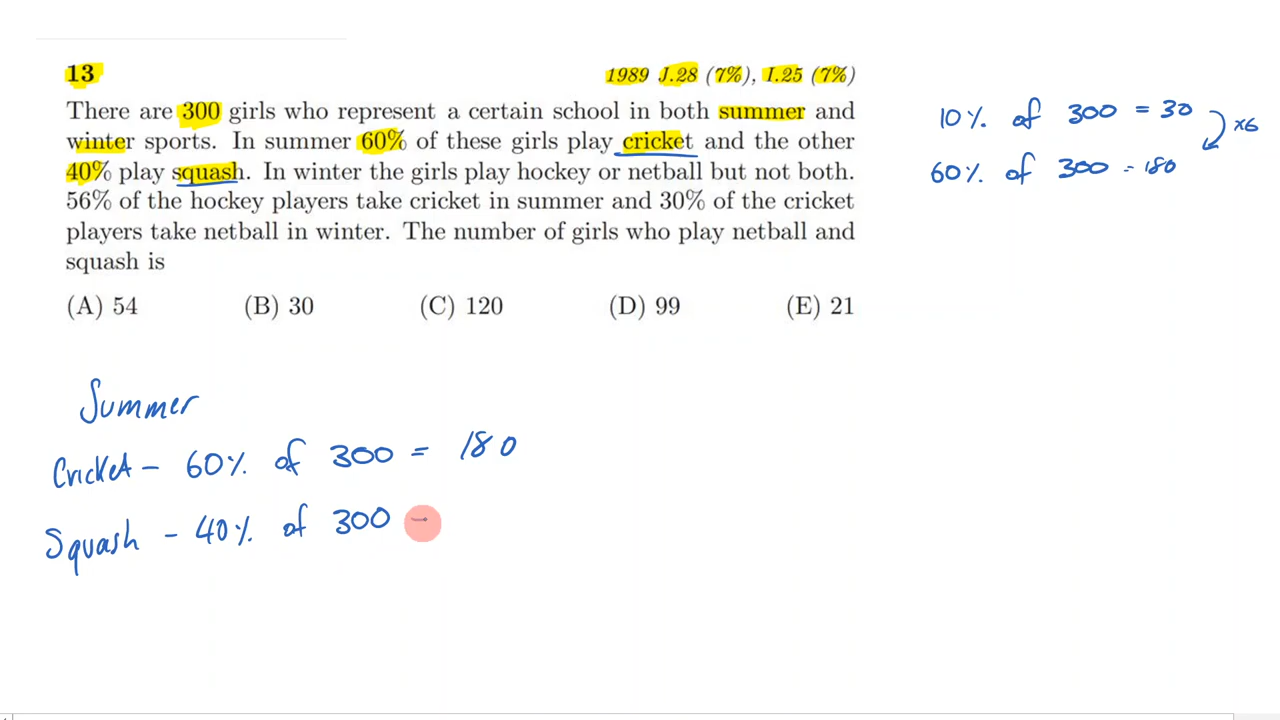 13
1989 J.28 (7%), I.25 (7%)
There are 300 girls who represent a certain school in both summer and
winter sports. In summer 60% of these girls play cricket and the other
40% play squash. In winter the girls play hockey or netball but not both.
56% of the hockey players take cricket in summer and 30% of the cricket
players take netball in winter. The number of girls who play netball and
squash is
(A) 54 (B) 30 (C) 120 (D) 99 (E) 21
10% of 300 = 30
x6
60% of 300 = 180
Summer
Cricket - 60% of 300 = 180
Squash - 40% of 300 =